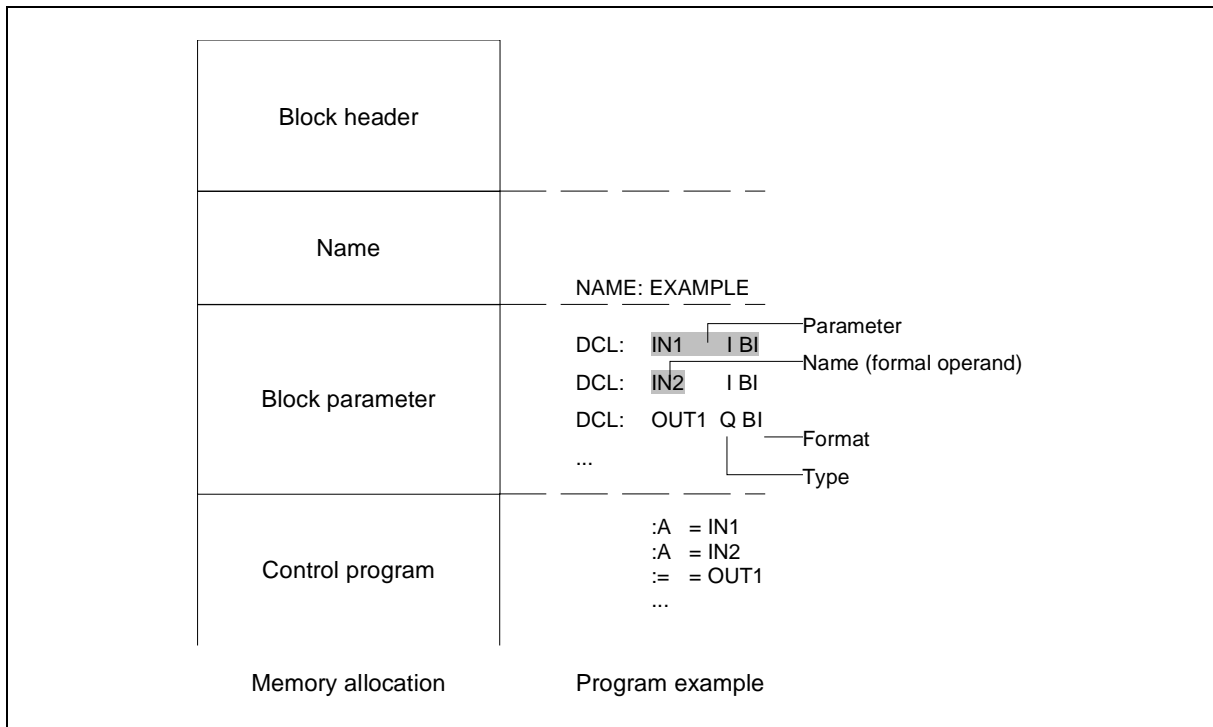 Block header
Name
NAME: EXAMPLE
Block parameter
DCL: IN1 I BI
Parameter
DCL: IN2 I BI
Name (formal operand)
DCL: OUT1 Q BI
Format
...
Type
Control program
:A = IN1
:A = IN2
:= = OUT1
...
Memory allocation
Program example